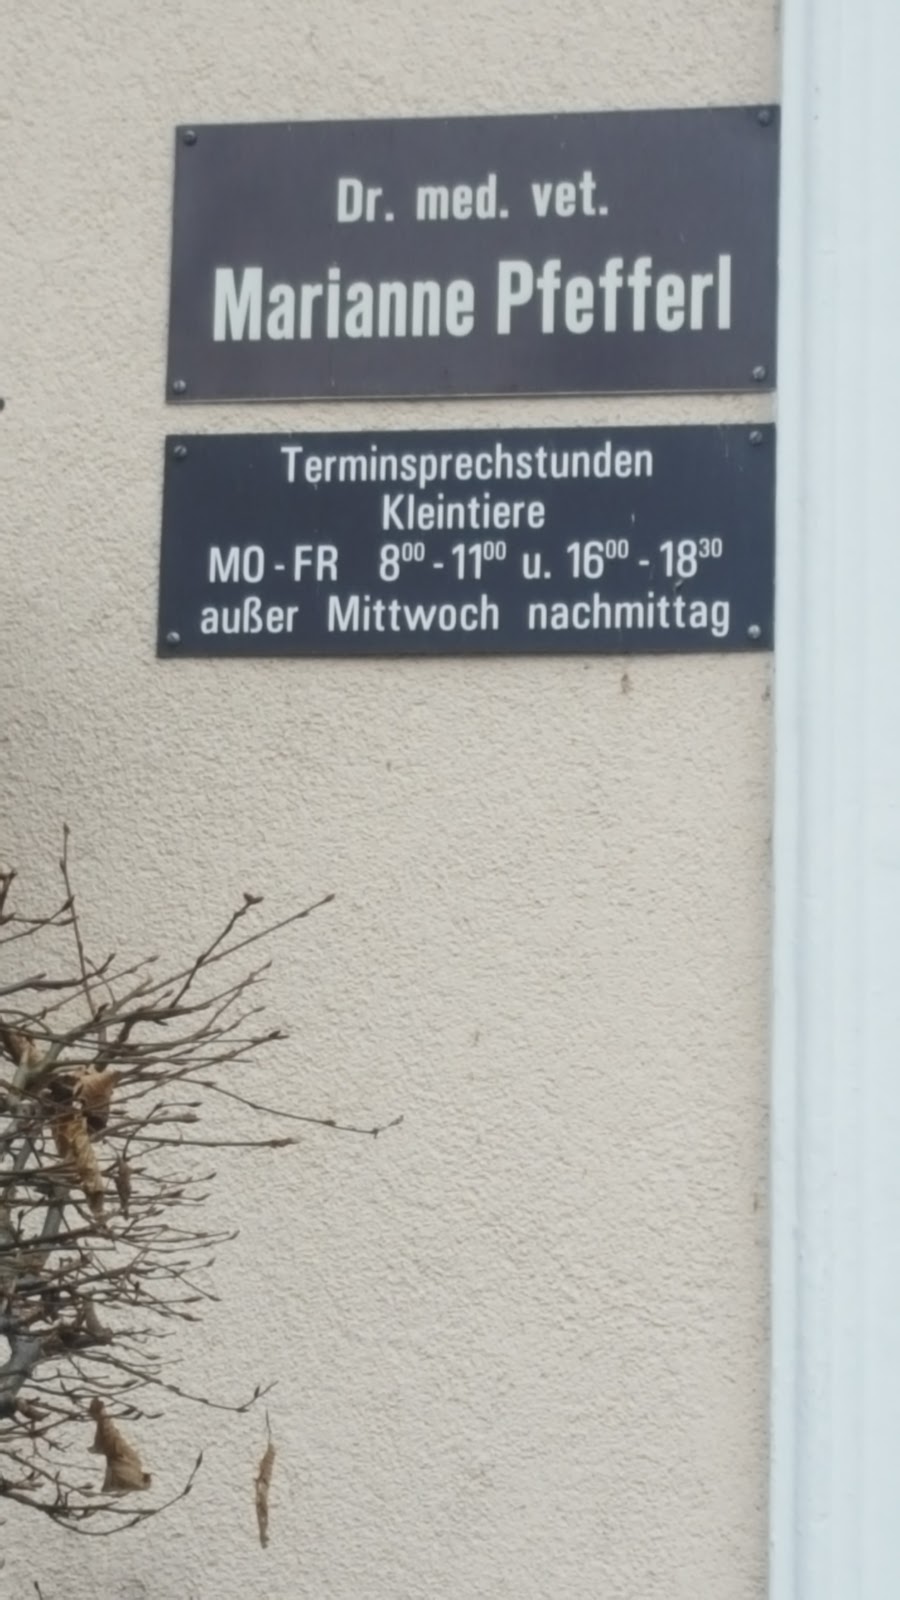 Dr. med. vet.
Marianne Pfefferl
Terminsprechstunden
Kleintiere
MO - FR 8⁰⁰ - 11⁰⁰ u. 16⁰⁰ - 18³⁰
außer Mittwoch nachmittag